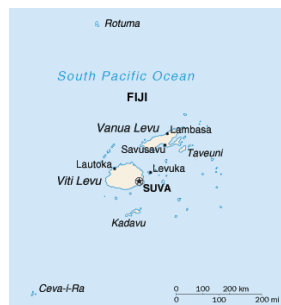 Rotuma
South Pacific Ocean
FIJI
Vanua Levu
Lambasa
Savusavu
Taveuni
Lautoka
Levuka
Viti Levu
SUVA
Kadavu
Ceva-i-Ra
0 100 200 km
0 100 200 mi